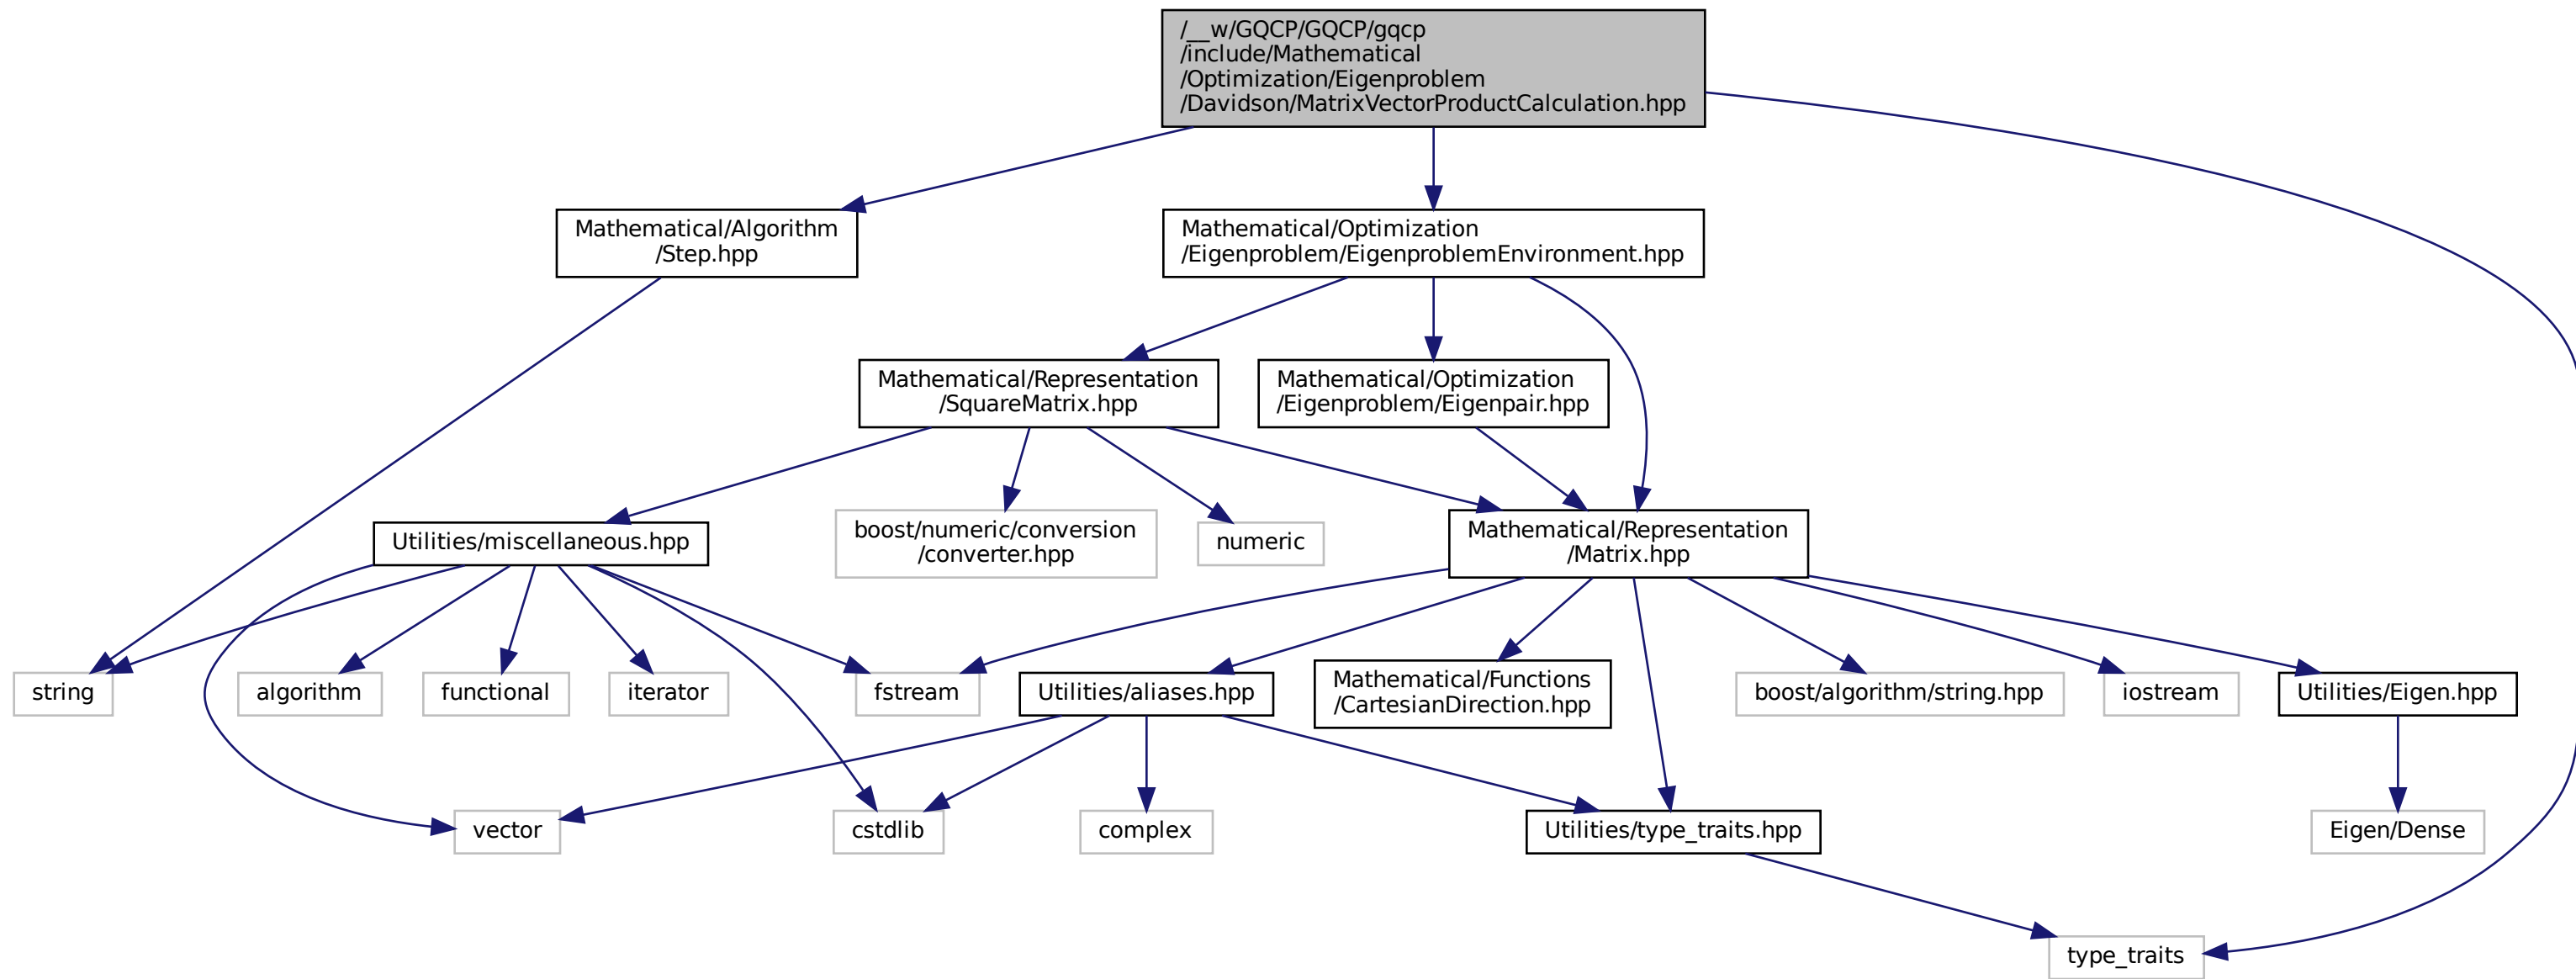 /__w/GQCP/GQCP/gqcp
/include/Mathematical
/Optimization/Eigenproblem
/Davidson/MatrixVectorProductCalculation.hpp
Mathematical/Algorithm
/Step.hpp
Mathematical/Optimization
/Eigenproblem/EigenproblemEnvironment.hpp
Mathematical/Representation
/SquareMatrix.hpp
Mathematical/Optimization
/Eigenproblem/Eigenpair.hpp
Utilities/miscellaneous.hpp
boost/numeric/conversion
/converter.hpp
numeric
Mathematical/Representation
/Matrix.hpp
string
algorithm
functional
iterator
fstream
Utilities/aliases.hpp
Mathematical/Functions
/CartesianDirection.hpp
boost/algorithm/string.hpp
iostream
Utilities/Eigen.hpp
vector
cstdlib
complex
Utilities/type_traits.hpp
Eigen/Dense
type_traits